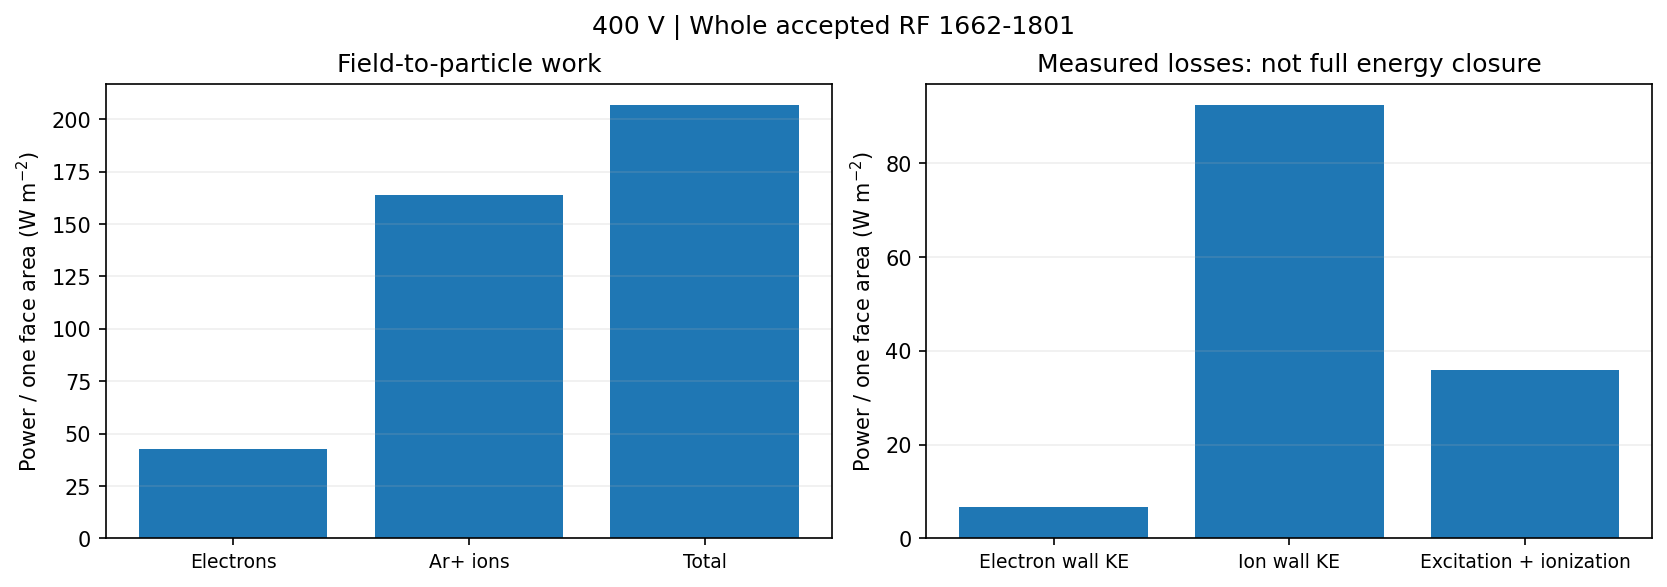 400 V | Whole accepted RF 1662-1801
Field-to-particle work
Power / one face area (W m⁻²)
200
175
150
125
100
75
50
25
0
Electrons
Ar+ ions
Total
Measured losses: not full energy closure
Power / one face area (W m⁻²)
80
60
40
20
0
Electron wall KE
Ion wall KE
Excitation + ionization